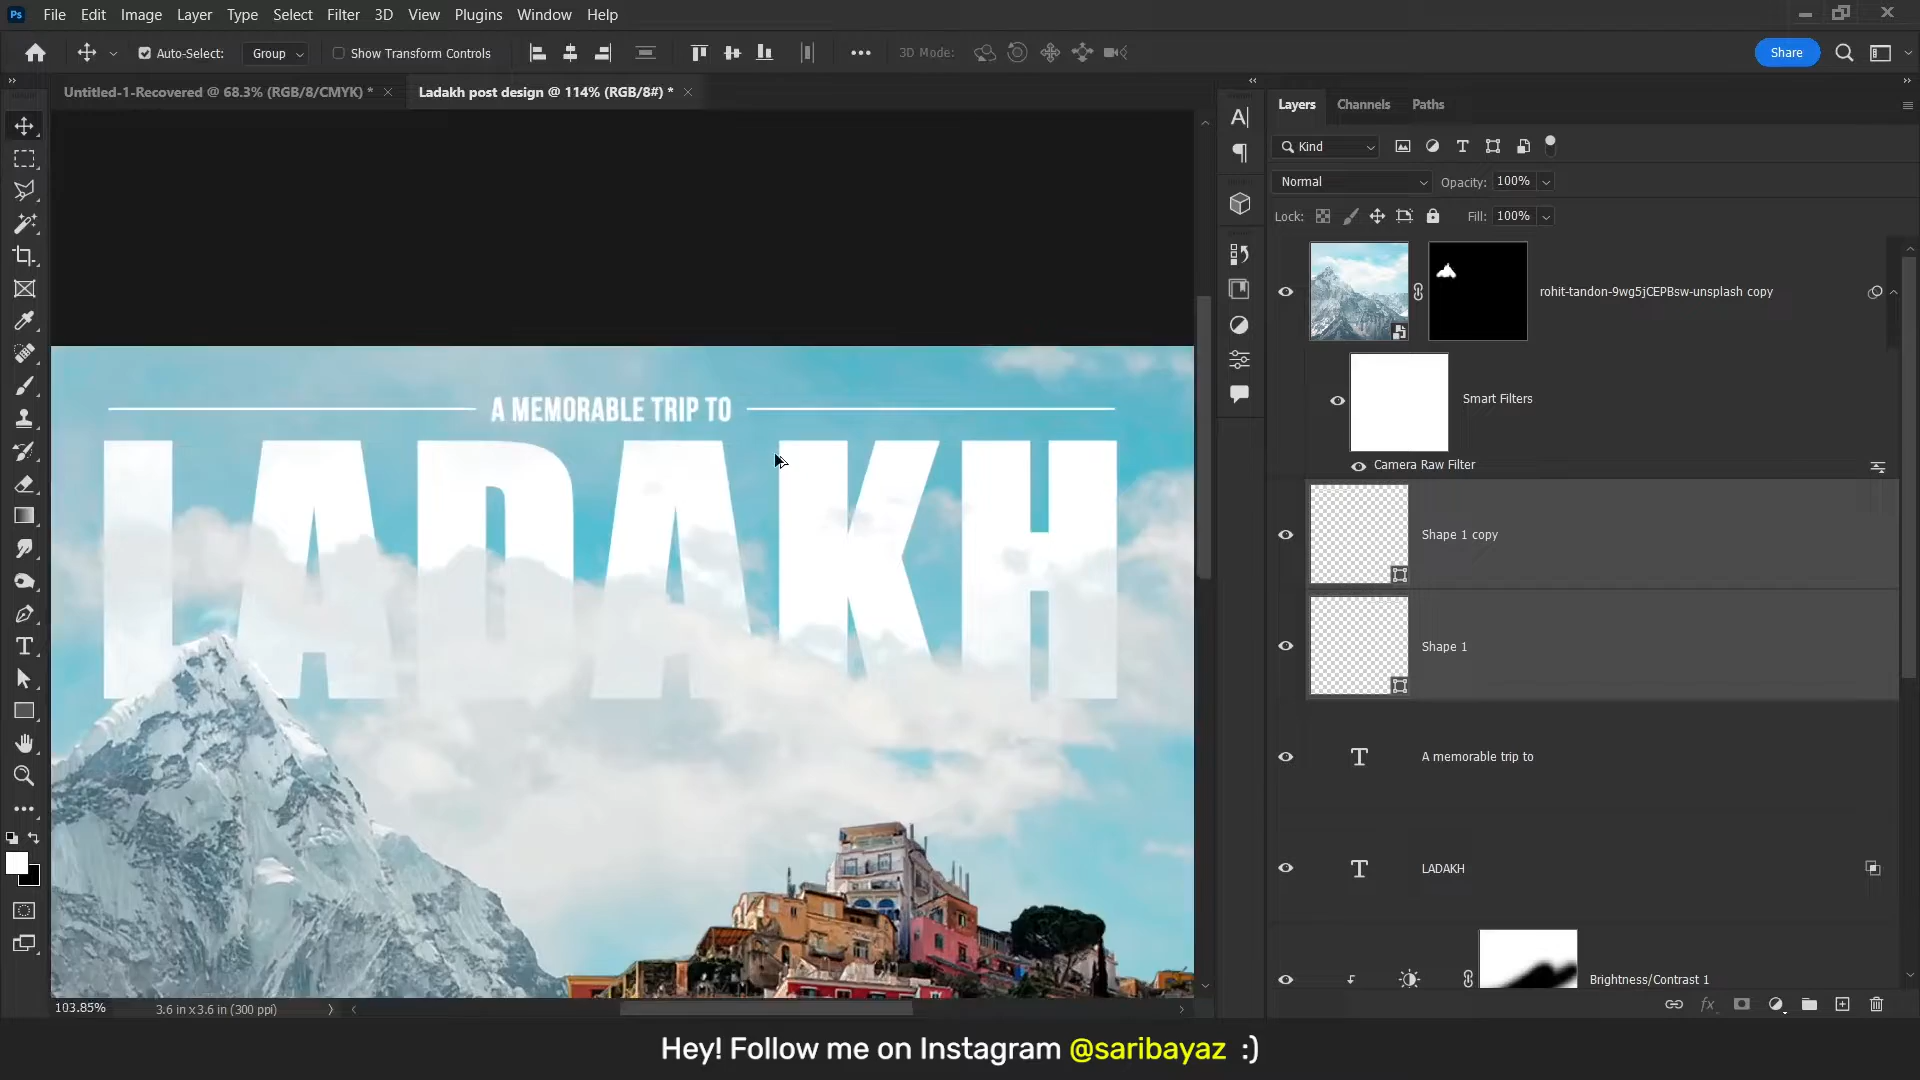 Ps File Edit Image Layer Type Select Filter 3D View Plugins Window Help
Auto-Select: Group Show Transform Controls 3D Mode: Share
Untitled-1-Recovered @ 68.3% (RGB/8/CMYK) * Ladakh post design @ 114% (RGB/8#) *
Layers Channels Paths
Kind
Normal Opacity: 100%
Lock: Fill: 100%
rohit-tandon-9wg5jCEPBsw-unsplash copy
Smart Filters
Camera Raw Filter
A MEMORABLE TRIP TO
LADAKH
Shape 1 copy
Shape 1
A memorable trip to
LADAKH
Brightness/Contrast 1
103.85% 3.6 in x 3.6 in (300 ppi)
Hey! Follow me on Instagram @saribayaz :)